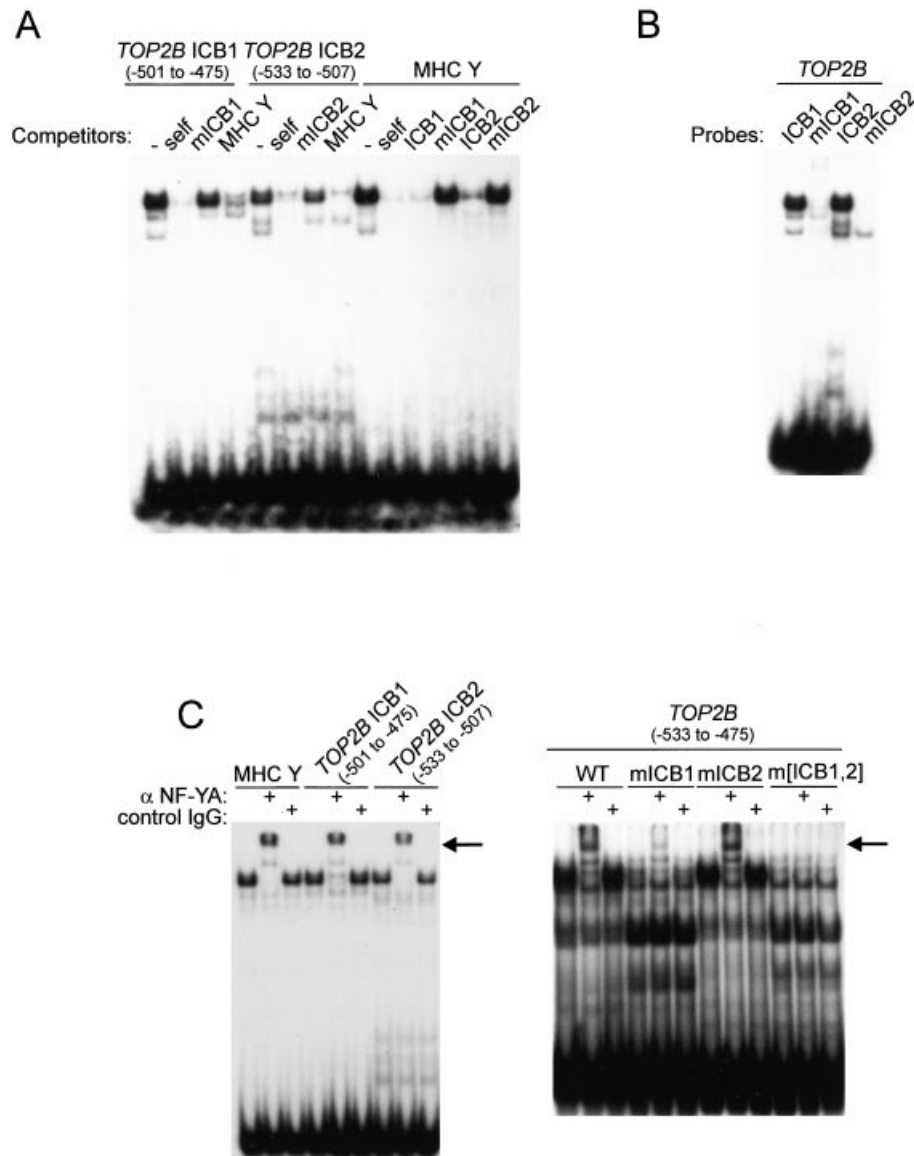 A
TOP2B ICB1 TOP2B ICB2
(-501 to -475) (-533 to -507) MHC Y
Competitors: - self mICB1 MHC Y - self mICB2 MHC Y - self ICB1 mICB1 ICB2 mICB2
B
TOP2B
Probes: ICB1 mICB1 ICB2 mICB2
C
MHC Y TOP2B ICB1 (-501 to -475) TOP2B ICB2 (-533 to -507)
α NF-YA: + + +
control IgG: + + +
TOP2B
(-533 to -475)
WT mICB1 mICB2 m[ICB1,2]
+ + + +
+ + + +